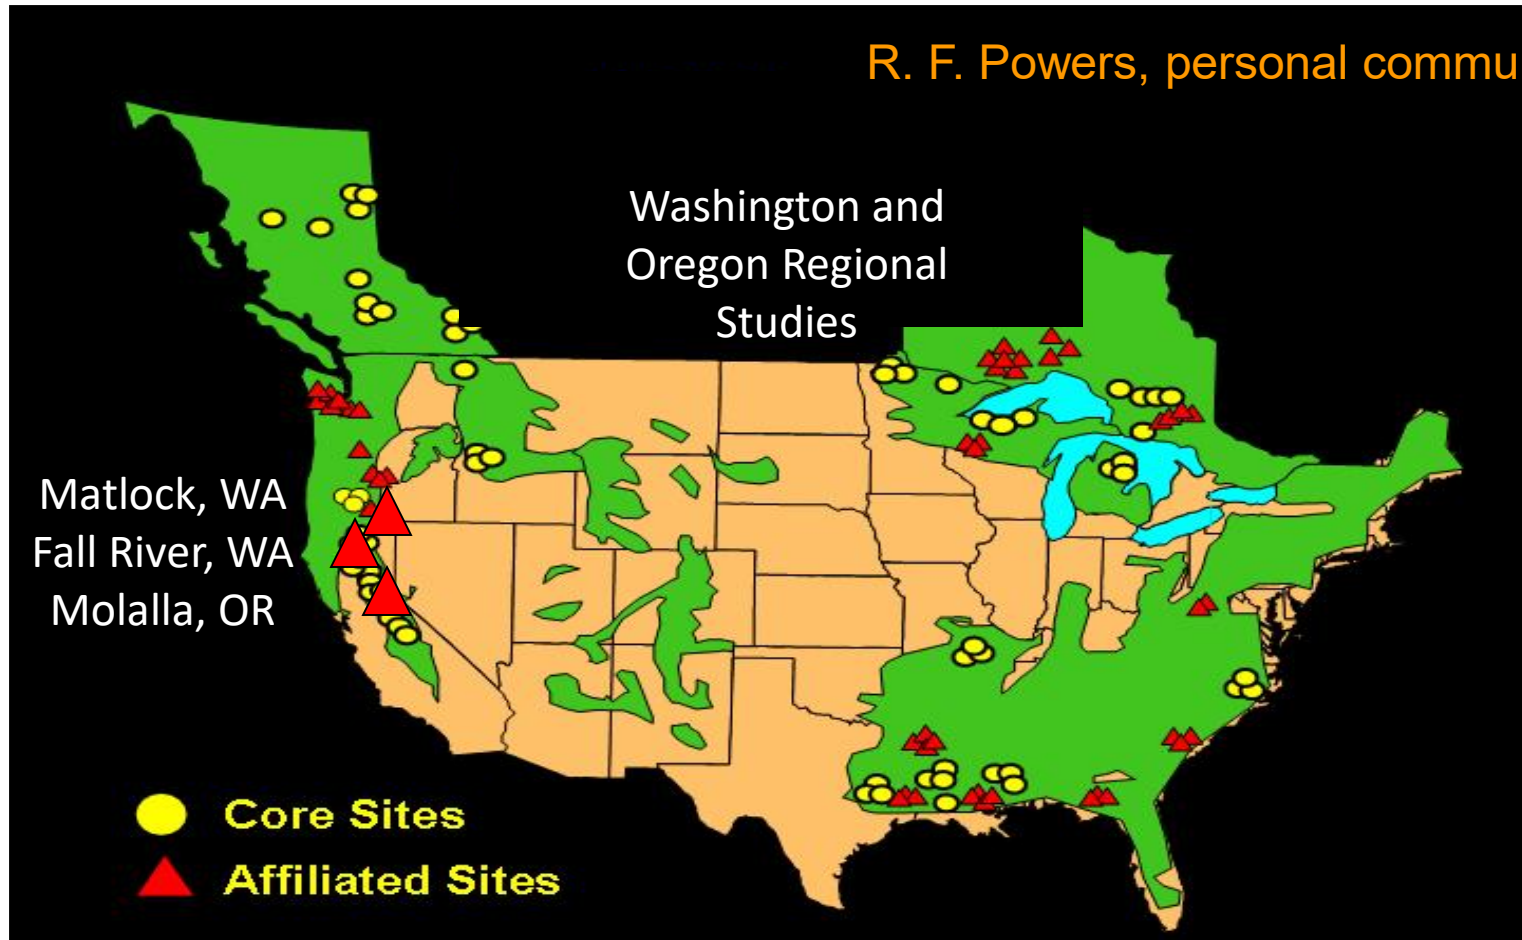 R. F. Powers, personal commu
Washington and
Oregon Regional
Studies
Matlock, WA
Fall River, WA
Molalla, OR
Core Sites
Affiliated Sites